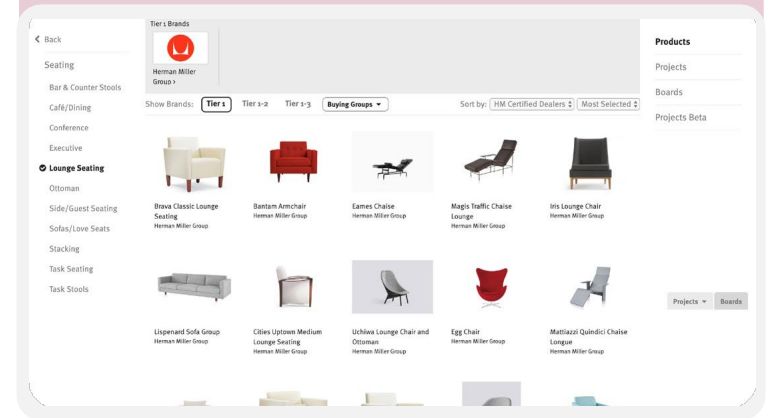 Back
Seating
Bar & Counter Stools
Café/Dining
Conference
Executive
Lounge Seating
Ottoman
Side/Guest Seating
Sofas/Love Seats
Stacking
Task Seating
Task Stools
Tier 1 Brands
Herman Miller
Group >
Show Brands: Tier 1 Tier 1-2 Tier 1-3 Buying Groups
Sort by: HM Certified Dealers Most Selected
Brava Classic Lounge
Seating
Herman Miller Group
Bantam Armchair
Herman Miller Group
Eames Chaise
Herman Miller Group
Magis Traffic Chaise
Lounge
Herman Miller Group
Iris Lounge Chair
Herman Miller Group
Lispenard Sofa Group
Herman Miller Group
Cities Uptown Medium
Lounge Seating
Herman Miller Group
Uchiwa Lounge Chair and
Ottoman
Herman Miller Group
Egg Chair
Herman Miller Group
Mattiazzi Quindici Chaise
Longue
Herman Miller Group
Products
Projects
Boards
Projects Beta
Projects Boards